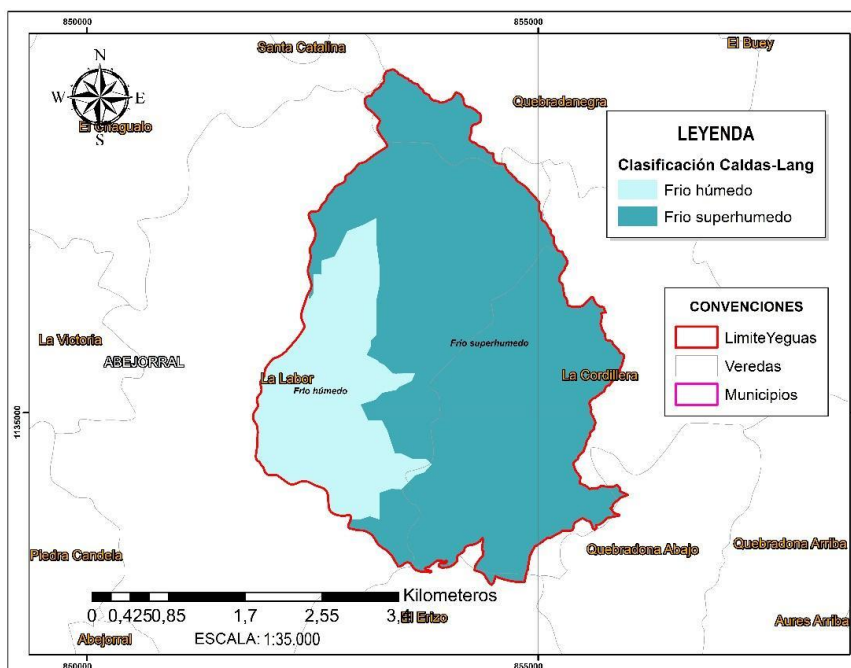 850000
855000
Santa Catalina
El Buey
N
W E
S
El Chagualo
Quebradanegra
LEYENDA
Clasificación Caldas-Lang
Frio húmedo
Frio superhumedo
CONVENCIONES
LimiteYeguas
Veredas
Municipios
La Victoria
ABEJORRAL
Frio superhumedo
La Labor
La Cordillera
Frio húmedo
1135000
Piedra Candela
Quebradona Abajo
Quebradona Arriba
Kilometeros
0 0,425 0,85 1,7 2,55
El Erizo
Aures Arriba
ESCALA: 1:35.000
Abejorral
850000
855000